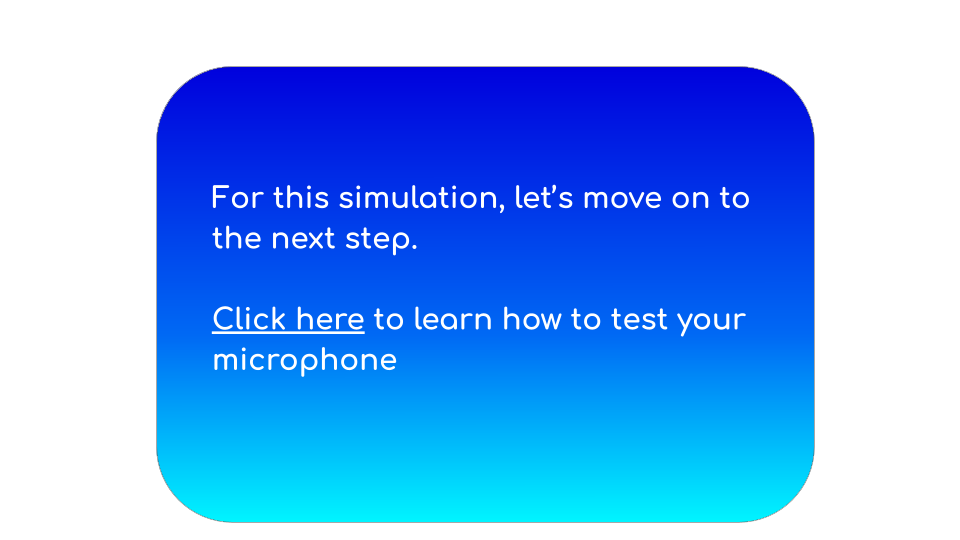 For this simulation, let’s move on to
the next step.
Click here to learn how to test your
microphone